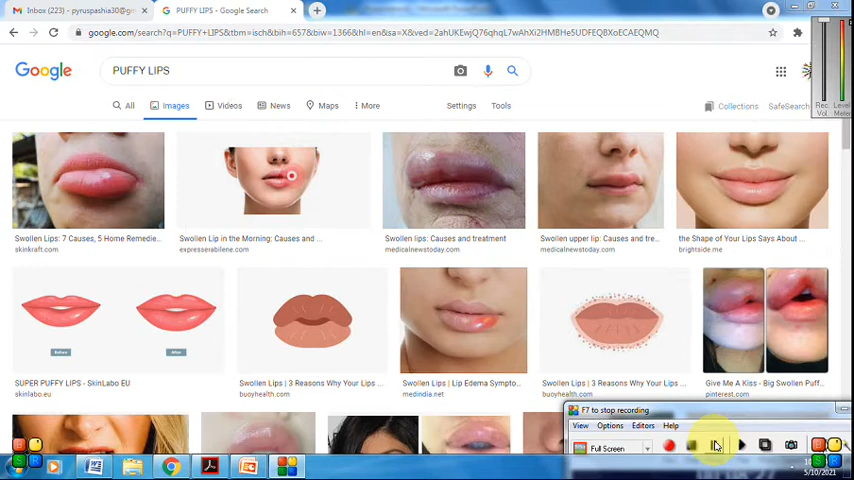 Inbox (223) - pyruspashia30@gm
PUFFY LIPS - Google Search
google.com/search?q=PUFFY+LIPS&tbm=isch&bih=657&biw=1366&hl=en&sa=X&ved=2ahUKEwjQ76qhqL7wAhXi2HMBHe5UDFEQBXoECAEQMQ
Google
PUFFY LIPS
All
Images
Videos
News
Maps
More
Settings
Tools
Collections
SafeSearch
Rec. Vol.
Level Meter
Swollen Lips: 7 Causes, 5 Home Remedie...
skinkraft.com
Swollen Lip in the Morning: Causes and ...
expresserabilene.com
Swollen lips: Causes and treatment
medicalnewstoday.com
Swollen upper lip: Causes and tre...
medicalnewstoday.com
the Shape of Your Lips Says About ...
brightside.me
Before
After
SUPER PUFFY LIPS - SkinLabo EU
skinlabo.eu
Swollen Lips | 3 Reasons Why Your Lips ...
buoyhealth.com
Swollen Lips | Lip Edema Sympto...
medindia.net
Swollen Lips | 3 Reasons Why Your Lips ...
buoyhealth.com
Give Me A Kiss - Big Swollen Puff...
pinterest.com
F7 to stop recording
View
Options
Editors
Help
Full Screen
B
S
R
B
S
R
5/10/2021